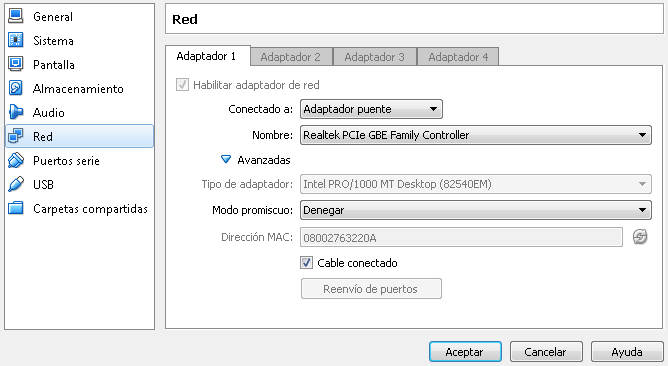 General
Sistema
Pantalla
Almacenamiento
Audio
Red
Puertos serie
USB
Carpetas compartidas
Red
Adaptador 1 Adaptador 2 Adaptador 3 Adaptador 4
Habilitar adaptador de red
Conectado a: Adaptador puente
Nombre: Realtek PCIe GBE Family Controller
Avanzadas
Tipo de adaptador: Intel PRO/1000 MT Desktop (82540EM)
Modo promiscuo: Denegar
Dirección MAC: 08002763220A
Cable conectado
Reenvío de puertos
Aceptar Cancelar Ayuda